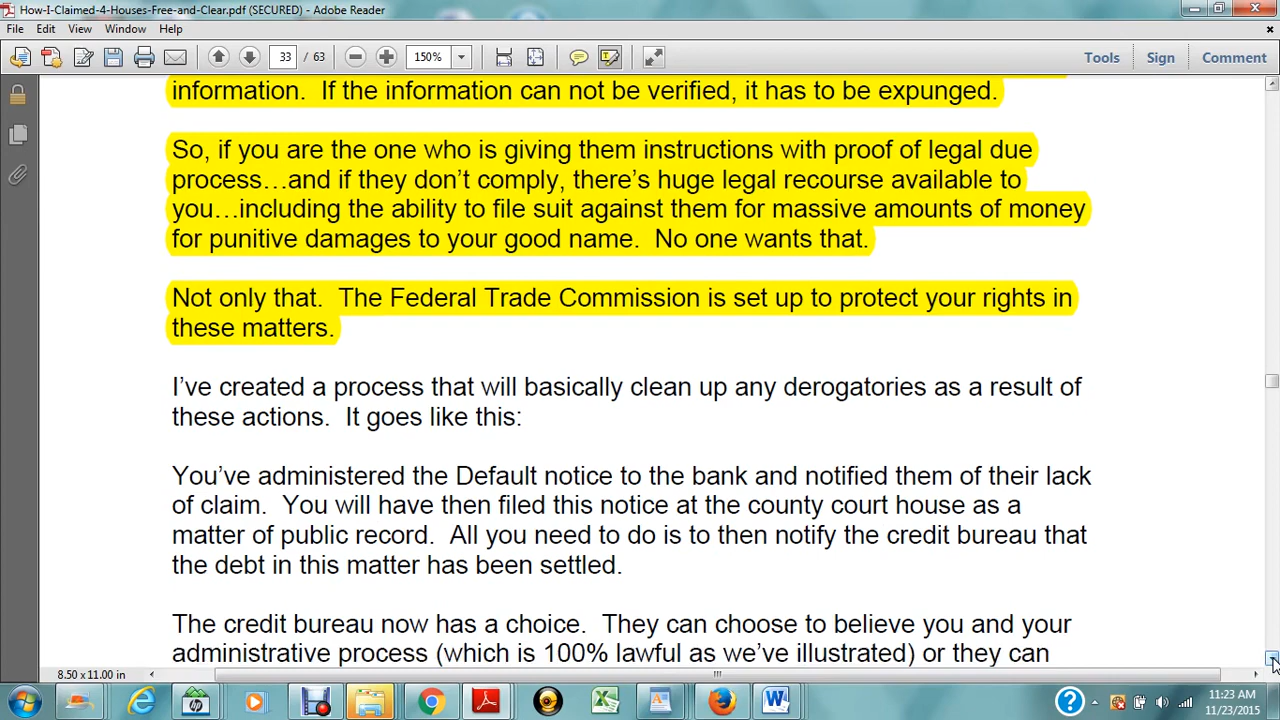 How-I-Claimed-4-Houses-Free-and-Clear.pdf (SECURED) - Adobe Reader
File Edit View Window Help
33 / 63 150% Tools Sign Comment
information.  If the information can not be verified, it has to be expunged.
So, if you are the one who is giving them instructions with proof of legal due
process…and if they don’t comply, there’s huge legal recourse available to
you…including the ability to file suit against them for massive amounts of money
for punitive damages to your good name.  No one wants that.
Not only that.  The Federal Trade Commission is set up to protect your rights in
these matters.
I’ve created a process that will basically clean up any derogatories as a result of
these actions.  It goes like this:
You’ve administered the Default notice to the bank and notified them of their lack
of claim.  You will have then filed this notice at the county court house as a
matter of public record.  All you need to do is to then notify the credit bureau that
the debt in this matter has been settled.
The credit bureau now has a choice.  They can choose to believe you and your
administrative process (which is 100% lawful as we’ve illustrated) or they can
8.50 x 11.00 in
11:23 AM
11/23/2015